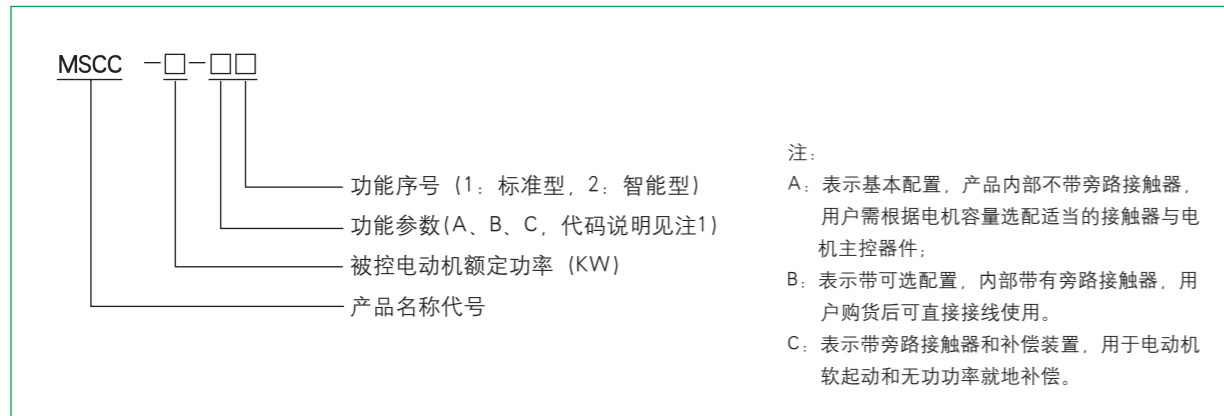 MSCC －□－□□
功能序号（1：标准型，2：智能型）
功能参数(A、B、C，代码说明见注1)
被控电动机额定功率（KW）
产品名称代号
注：
A：表示基本配置，产品内部不带旁路接触器，
用户需根据电机容量选配适当的接触器与电
机主控器件；
B：表示带可选配置，内部带有旁路接触器，用
户购货后可直接接线使用。
C：表示带旁路接触器和补偿装置，用于电动机
软起动和无功功率就地补偿。